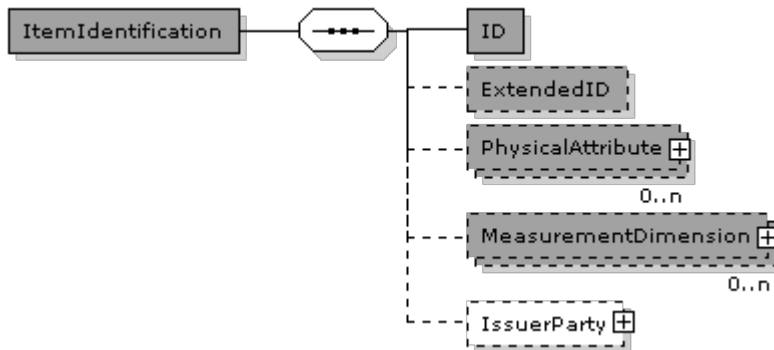 ItemIdentification
ID
ExtendedID
PhysicalAttribute
0..n
MeasurementDimension
0..n
IssuerParty